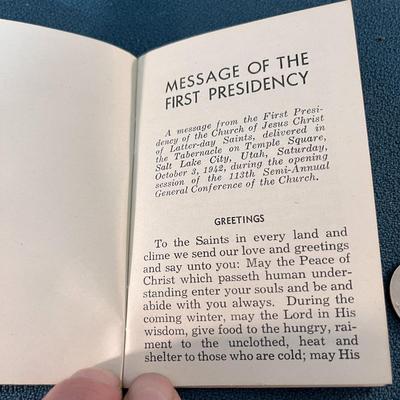 MESSAGE OF THE
FIRST PRESIDENCY
A message from the First Presi-
dency of the Church of Jesus Christ
of Latter-day Saints, delivered in
the Tabernacle on Temple Square,
Salt Lake City, Utah, Saturday,
October 3, 1942, during the opening
session of the 113th Semi-Annual
General Conference of the Church.
GREETINGS
To the Saints in every land and
clime we send our love and greetings
and say unto you: May the Peace of
Christ which passeth human under-
standing enter your souls and be and
abide with you always. During the
coming winter, may the Lord in His
wisdom, give food to the hungry, rai-
ment to the unclothed, heat and
shelter to those who are cold; may His